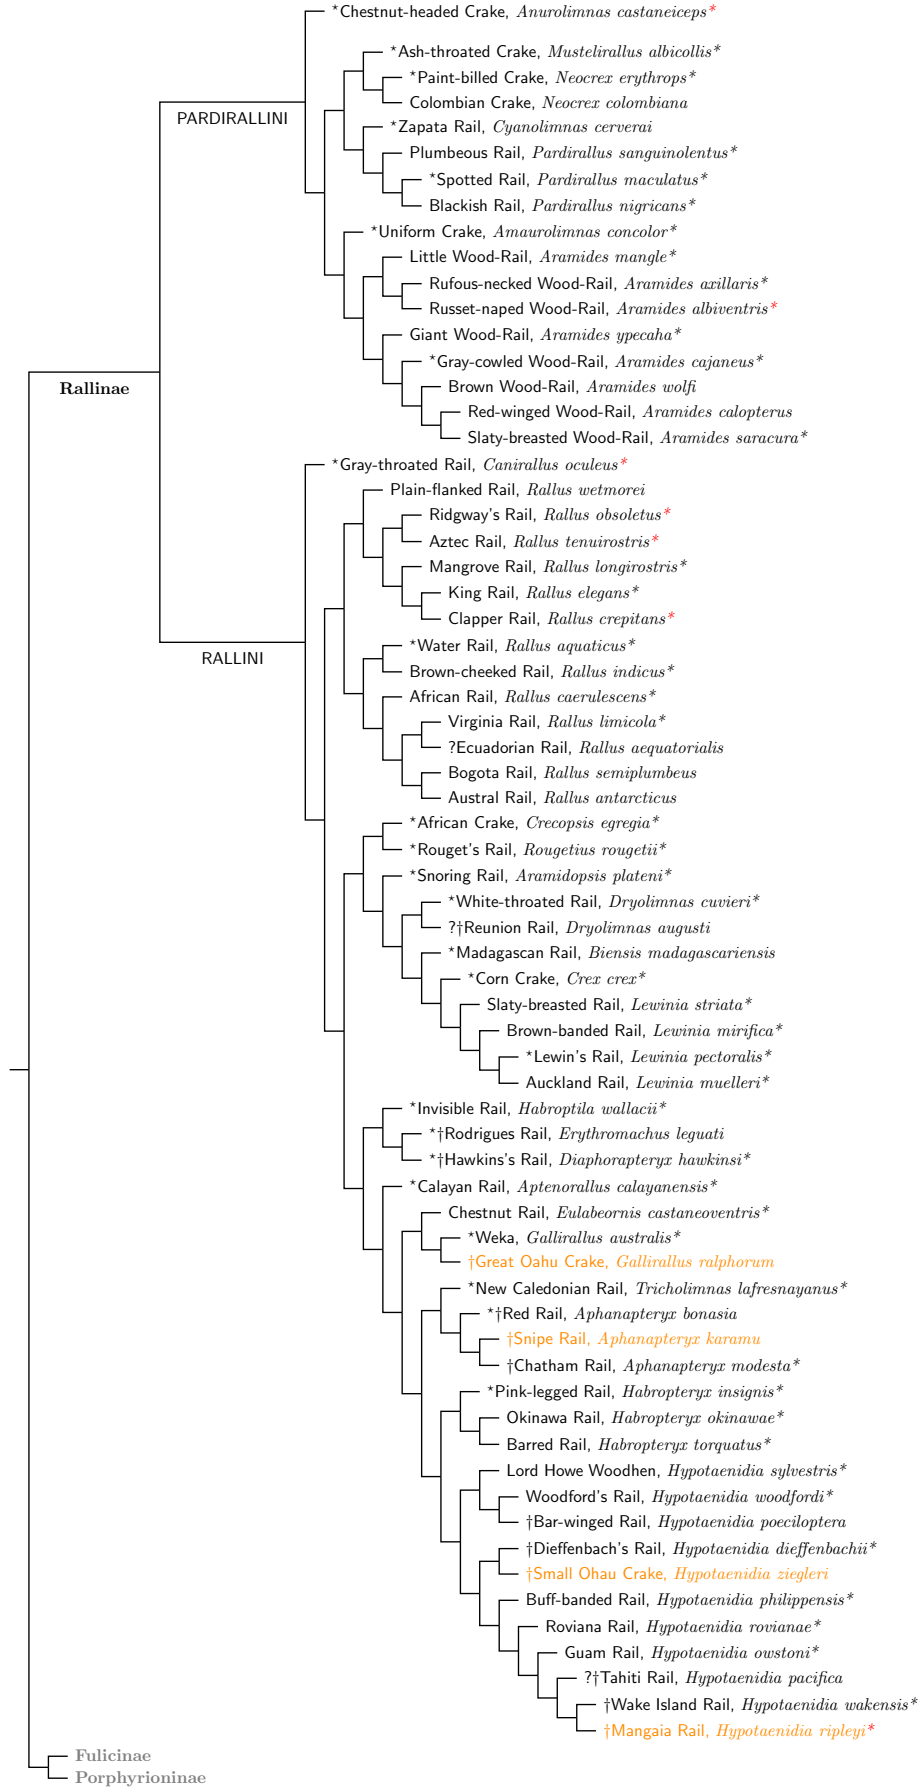 *Chestnut-headed Crake, Anurolimnas castaneiceps*
*Ash-throated Crake, Mustelirallus albicollis*
*Paint-billed Crake, Neocrex erythrops*
Colombian Crake, Neocrex colombiana
PARDIRALLINI
*Zapata Rail, Cyanolimnas cerverai
Plumbeous Rail, Pardirallus sanguinolentus*
*Spotted Rail, Pardirallus maculatus*
Blackish Rail, Pardirallus nigricans*
*Uniform Crake, Amaurolimnas concolor*
Little Wood-Rail, Aramides mangle*
Rufous-necked Wood-Rail, Aramides axillaris*
Russet-naped Wood-Rail, Aramides albiventris*
Giant Wood-Rail, Aramides ypecaha*
*Gray-cowled Wood-Rail, Aramides cajaneus*
Brown Wood-Rail, Aramides wolfi
Rallinae
Red-winged Wood-Rail, Aramides calopterus
Slaty-breasted Wood-Rail, Aramides saracura*
*Gray-throated Rail, Canirallus oculeus*
Plain-flanked Rail, Rallus wetmorei
Ridgway's Rail, Rallus obsoletus*
Aztec Rail, Rallus tenuirostris*
Mangrove Rail, Rallus longirostris*
King Rail, Rallus elegans*
Clapper Rail, Rallus crepitans*
*Water Rail, Rallus aquaticus*
RALLINI
Brown-cheeked Rail, Rallus indicus*
African Rail, Rallus caerulescens*
Virginia Rail, Rallus limicola*
?Ecuadorian Rail, Rallus aequatorialis
Bogota Rail, Rallus semiplumbeus
Austral Rail, Rallus antarcticus
*African Crake, Crecopsis egregia*
*Rouget's Rail, Rougetius rougetii*
*Snoring Rail, Aramidopsis plateni*
*White-throated Rail, Dryolimnas cuvieri*
?†Reunion Rail, Dryolimnas augusti
*Madagascan Rail, Biensis madagascariensis
*Corn Crake, Crex crex*
Slaty-breasted Rail, Lewinia striata*
Brown-banded Rail, Lewinia mirifica*
*Lewin's Rail, Lewinia pectoralis*
Auckland Rail, Lewinia muelleri*
*Invisible Rail, Habroptila wallacii*
*†Rodrigues Rail, Erythromachus leguati
*†Hawkins's Rail, Diaphorapteryx hawkinsi*
*Calayan Rail, Aptenorallus calayanensis*
Chestnut Rail, Eulabeornis castaneoventris*
*Weka, Gallirallus australis*
†Great Oahu Crake, Gallirallus ralphorum
*New Caledonian Rail, Tricholimnas lafresnayanus*
*†Red Rail, Aphanapteryx bonasia
†Snipe Rail, Aphanapteryx karamu
†Chatham Rail, Aphanapteryx modesta*
*Pink-legged Rail, Habropteryx insignis*
Okinawa Rail, Habropteryx okinawae*
Barred Rail, Habropteryx torquatus*
Lord Howe Woodhen, Hypotaenidia sylvestris*
Woodford's Rail, Hypotaenidia woodfordi*
†Bar-winged Rail, Hypotaenidia poeciloptera
†Dieffenbach's Rail, Hypotaenidia dieffenbachii*
†Small Ohau Crake, Hypotaenidia ziegleri
Buff-banded Rail, Hypotaenidia philippensis*
Roviana Rail, Hypotaenidia rovianae*
Guam Rail, Hypotaenidia owstoni*
?†Tahiti Rail, Hypotaenidia pacifica
†Wake Island Rail, Hypotaenidia wakensis*
†Mangaia Rail, Hypotaenidia ripleyi*
Fulicinae
Porphyrioninae